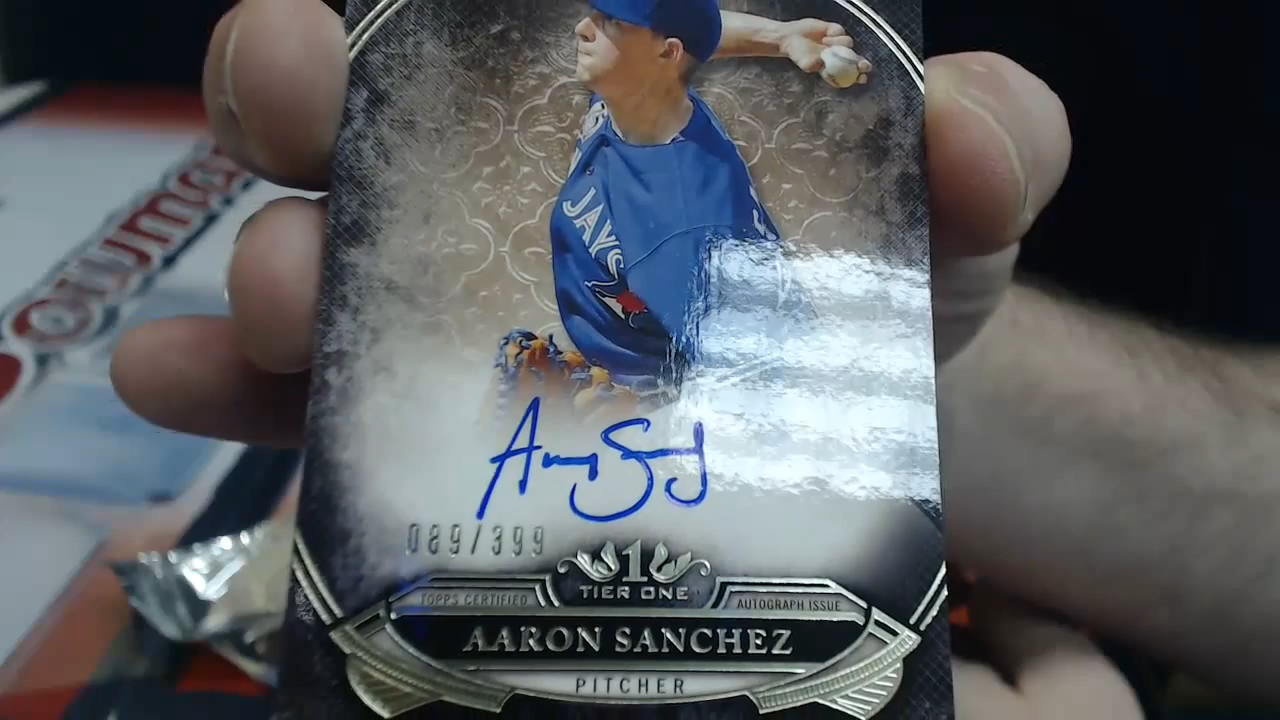 JAYS
089/399
1
TIER ONE
TOPPS CERTIFIED
AUTOGRAPH ISSUE
AARON SANCHEZ
PITCHER